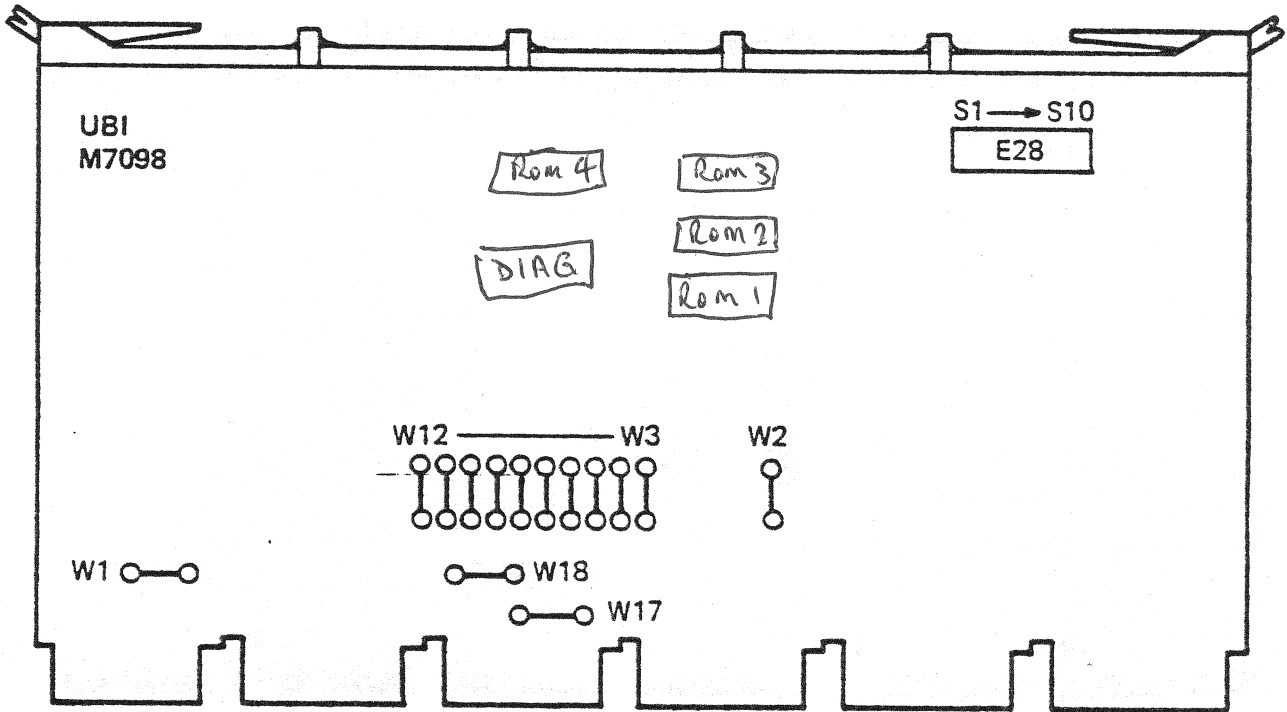 UBI
M7098
S1 → S10
E28
Rom 4
Rom 3
Rom 2
DIAG
Rom 1
W12
W3
W2
W1
W18
W17